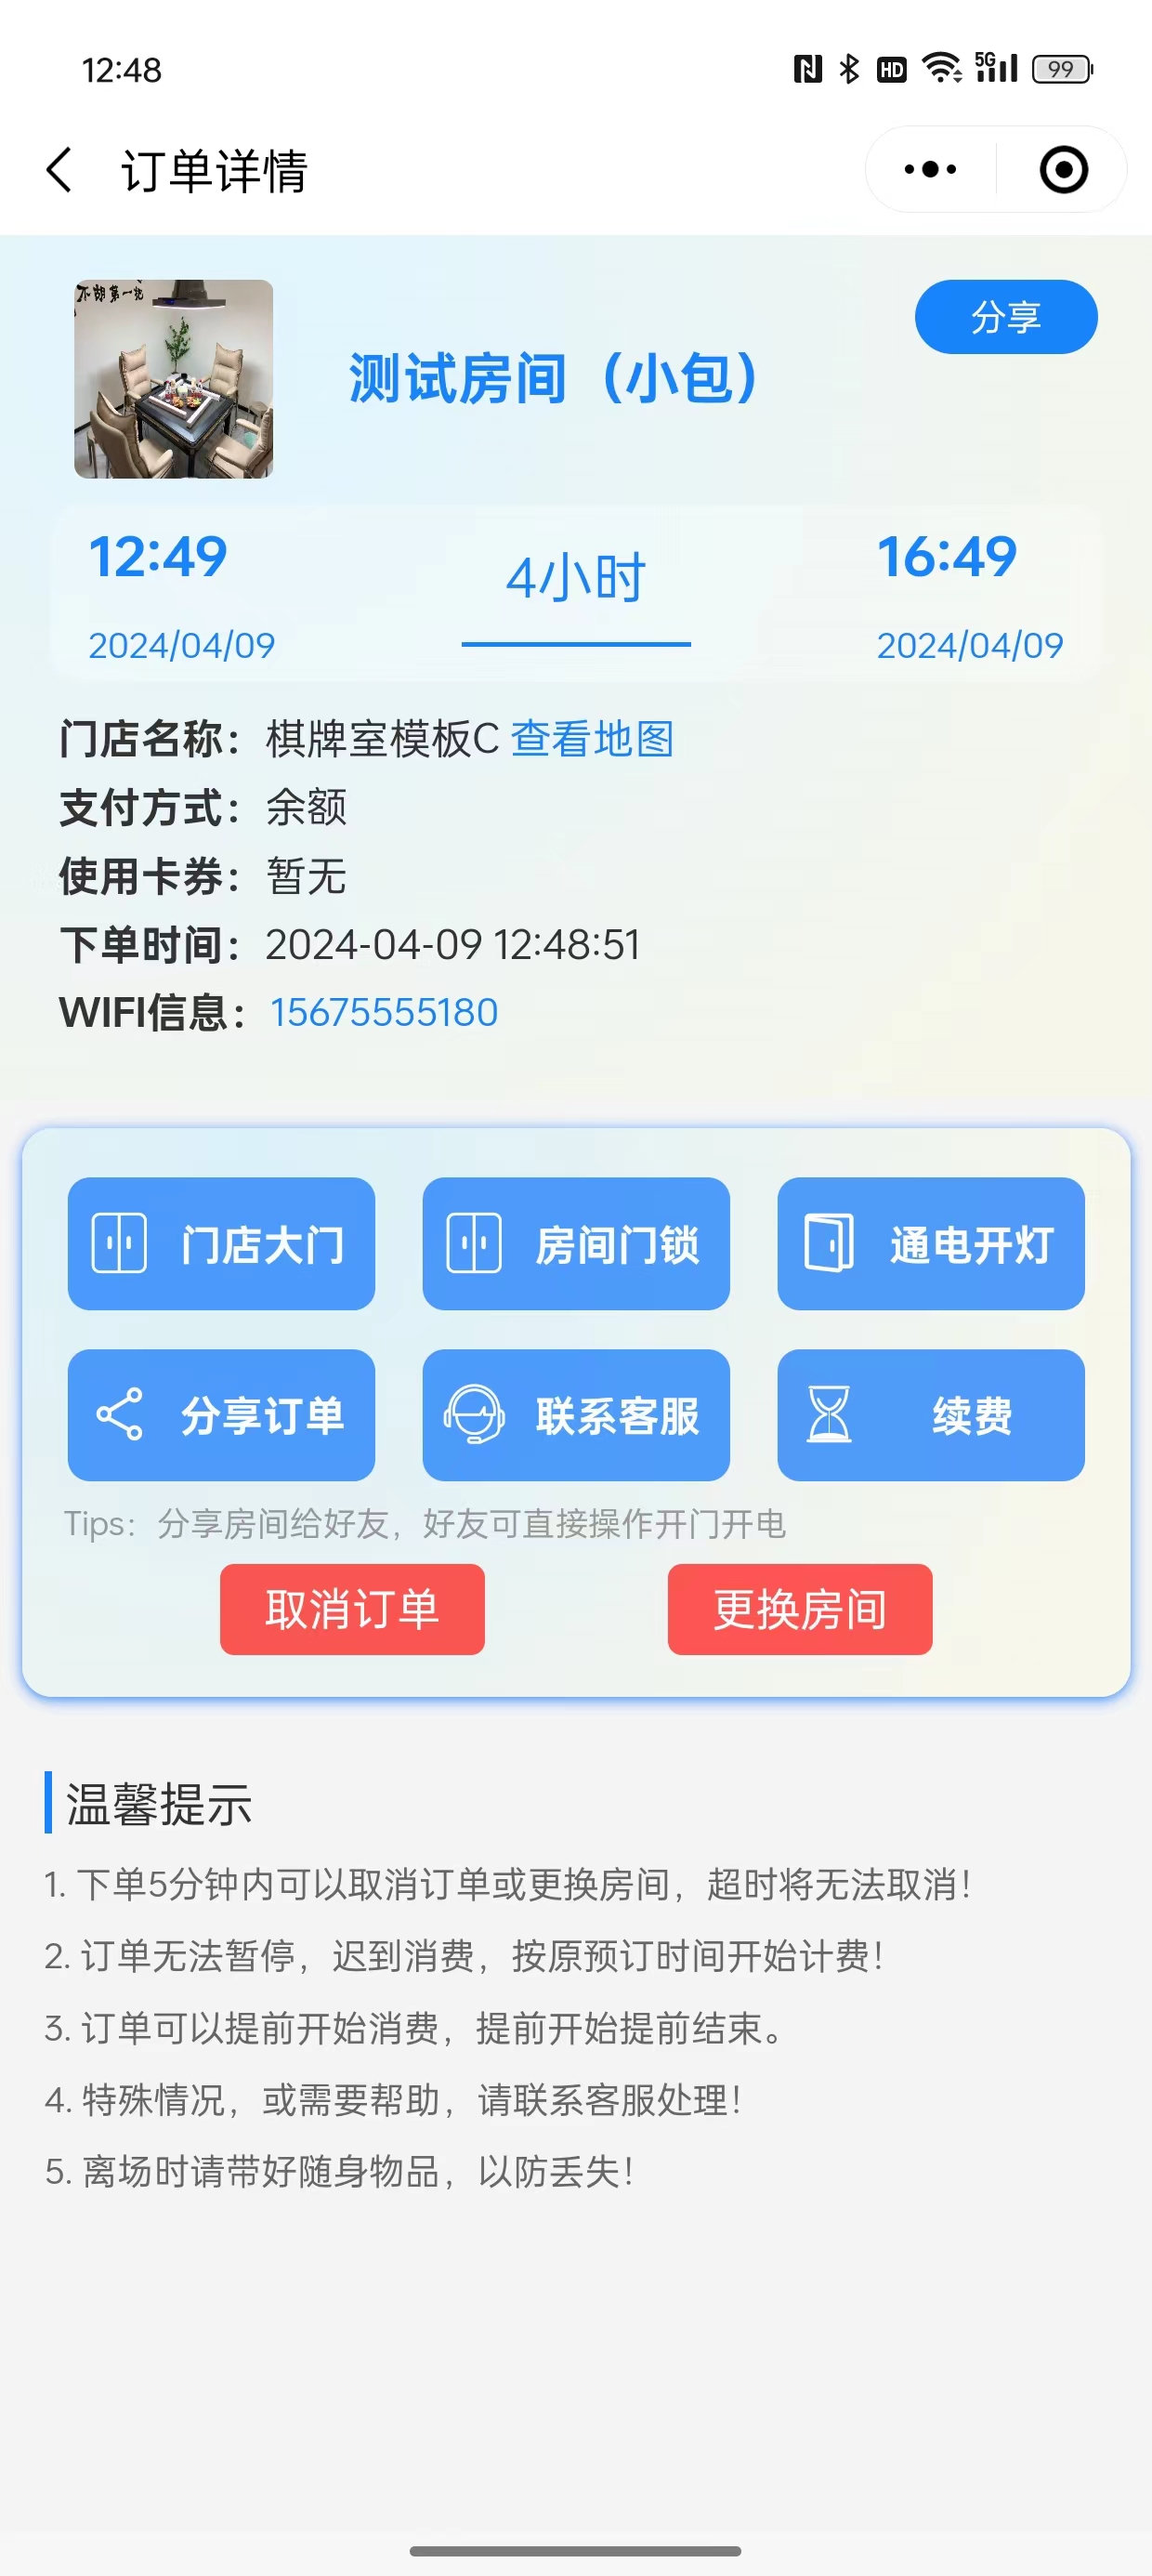 12:48
HD 5G 99
订单详情
分享
测试房间（小包）
12:49 4小时 16:49
2024/04/09 2024/04/09
门店名称：棋牌室模板C 查看地图
支付方式：余额
使用卡券：暂无
下单时间：2024-04-09 12:48:51
WIFI信息：15675555180
门店大门 房间门锁 通电开灯
分享订单 联系客服 续费
Tips：分享房间给好友，好友可直接操作开门开电
取消订单 更换房间
温馨提示
1. 下单5分钟内可以取消订单或更换房间，超时将无法取消！
2. 订单无法暂停，迟到消费，按原预订时间开始计费！
3. 订单可以提前开始消费，提前开始提前结束。
4. 特殊情况，或需要帮助，请联系客服处理！
5. 离场时请带好随身物品，以防丢失！